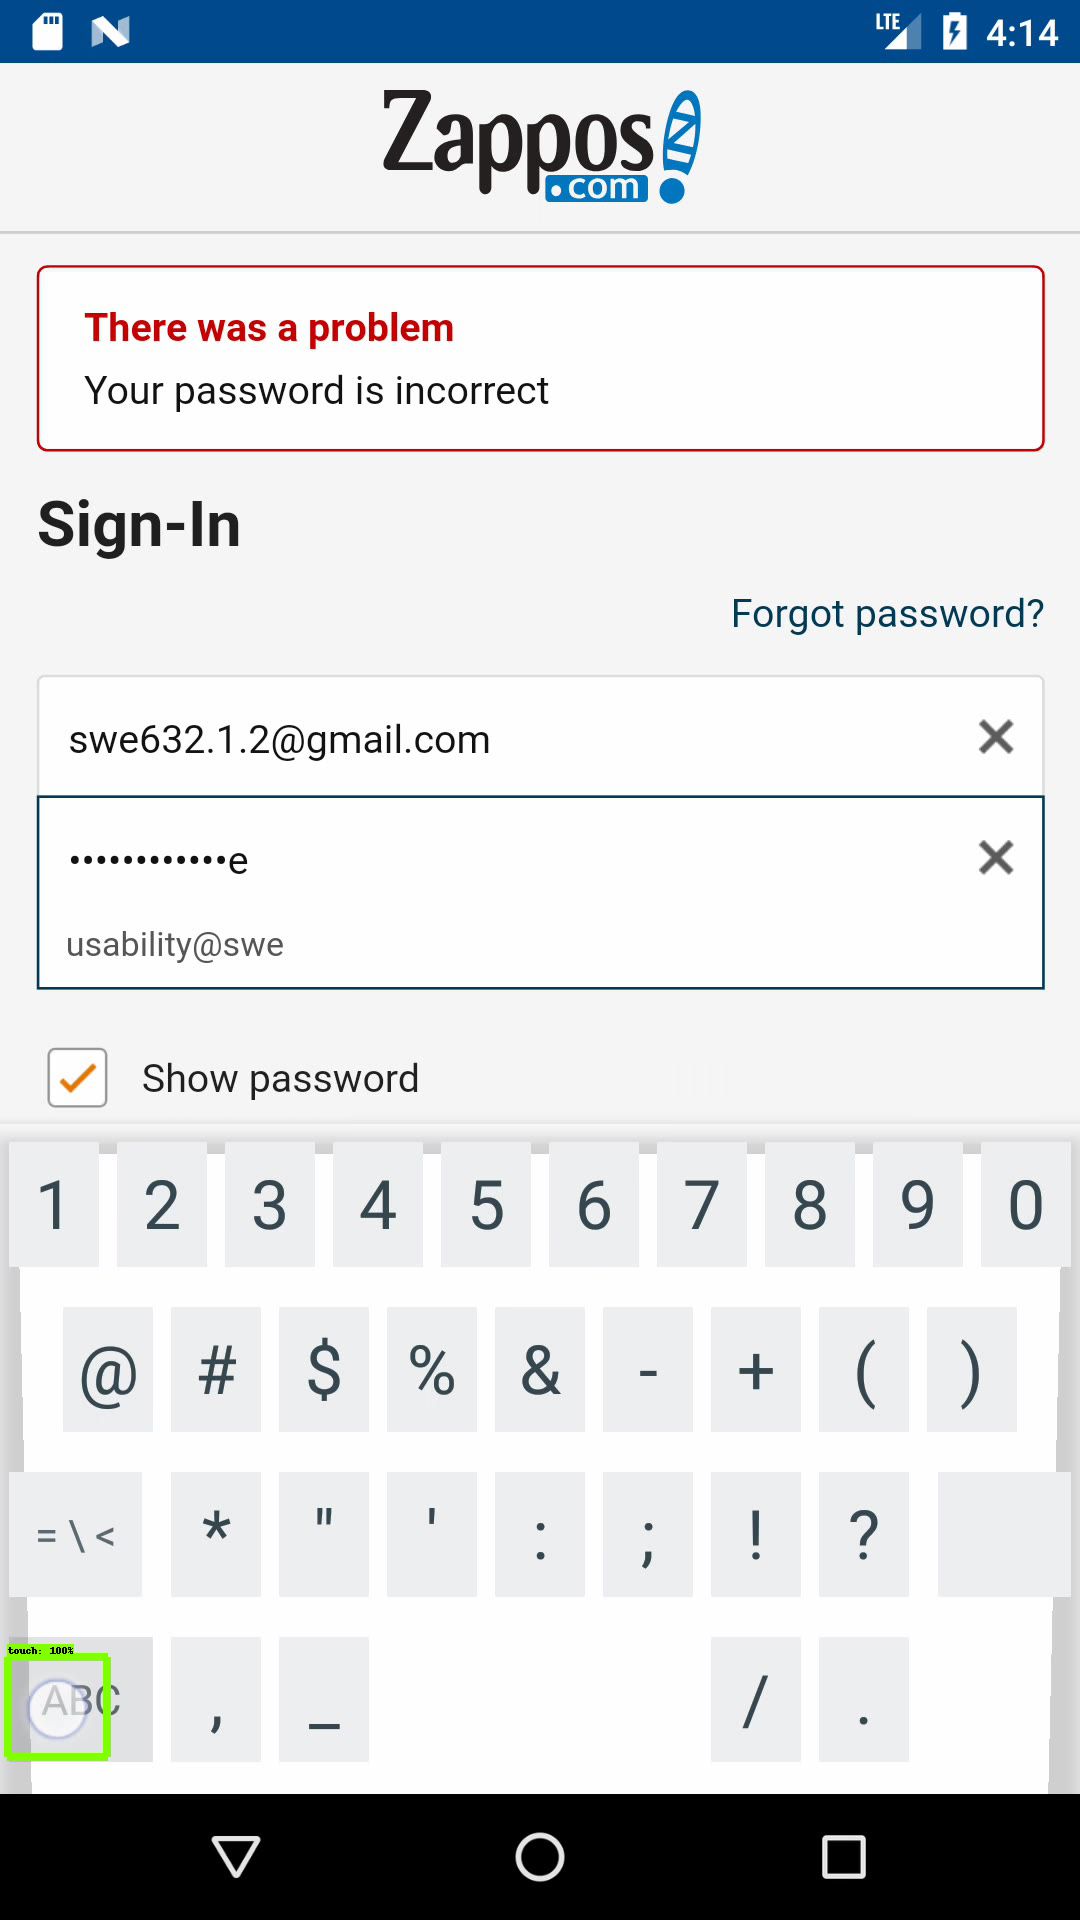 LTE 4:14
Zappos
.com
There was a problem
Your password is incorrect
Sign-In
Forgot password?
swe632.1.2@gmail.com
••••••••••••e
usability@swe
Show password
1 2 3 4 5 6 7 8 9 0
@ # $ % & - + ( )
= \ < * " ' : ; ! ?
touch: 100%
ABC , _ / .